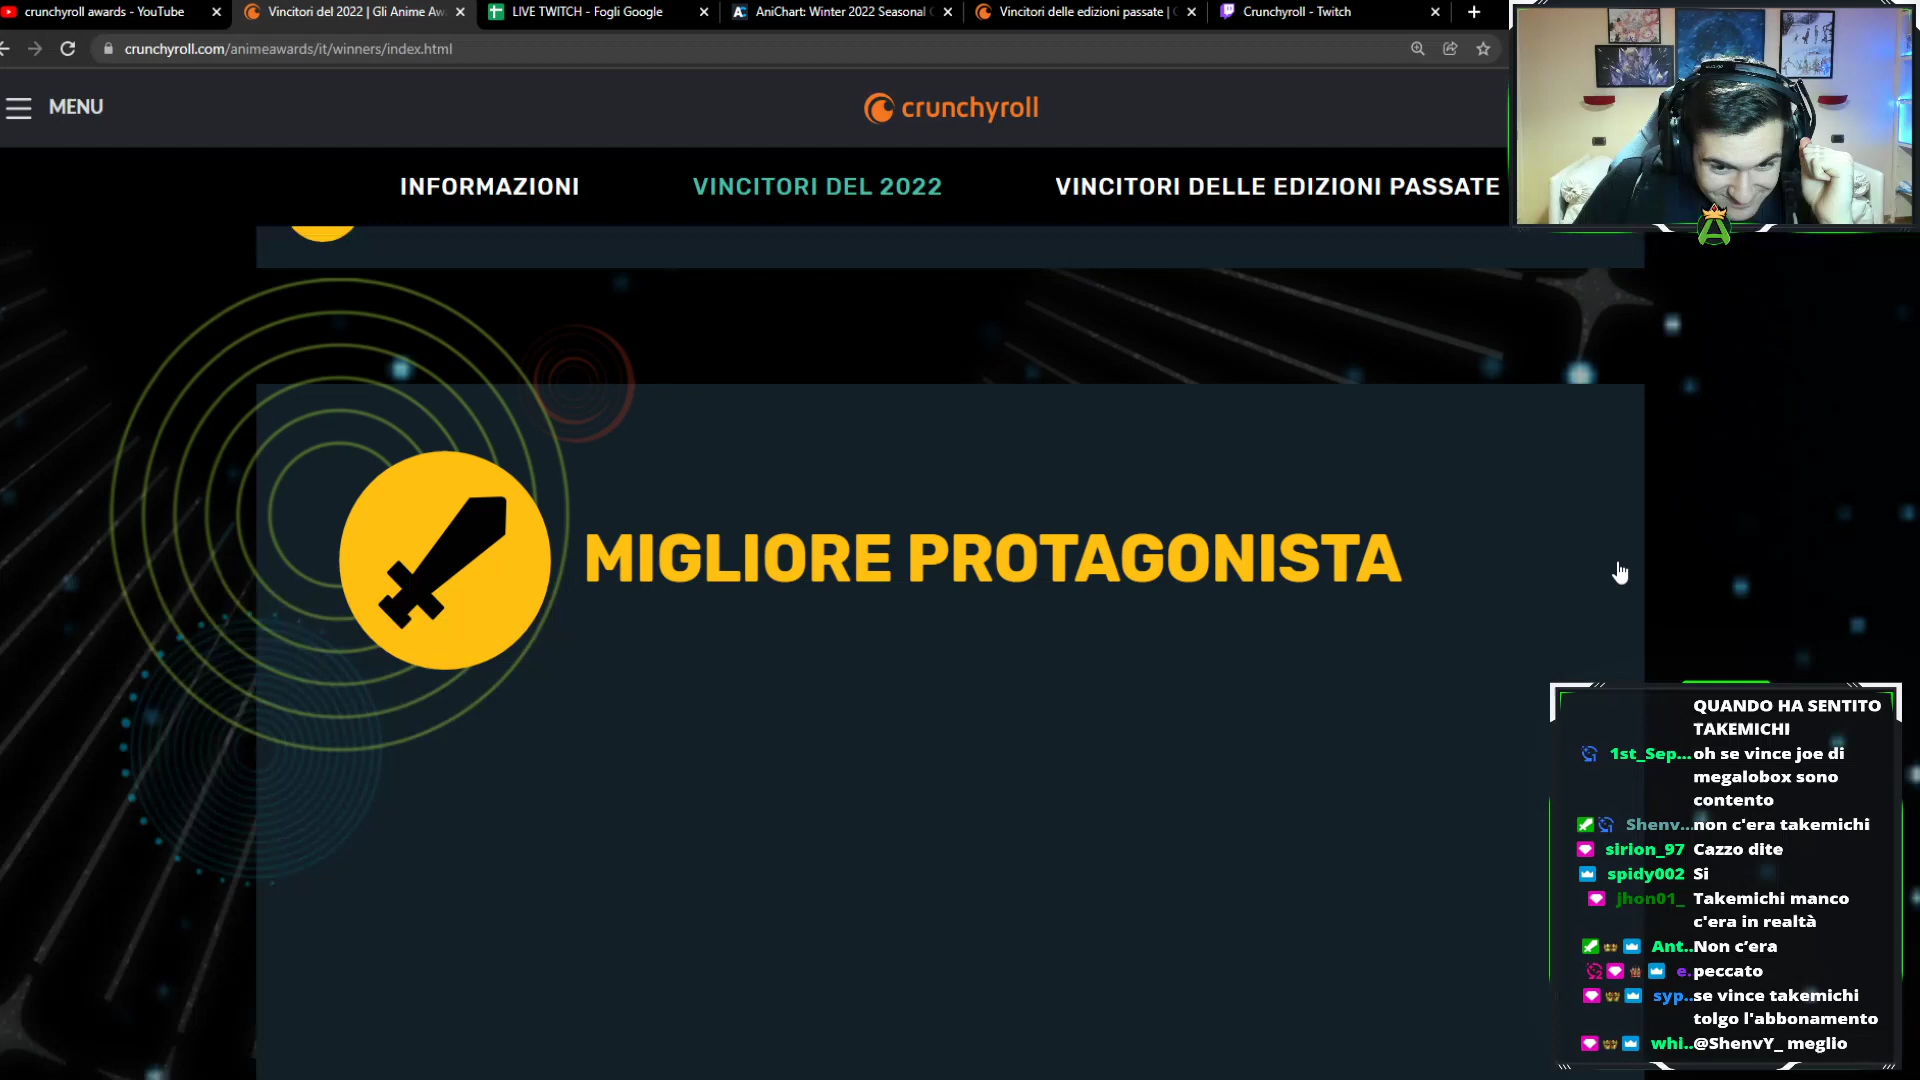 crunchyroll awards - YouTube
Vincitori del 2022 | Gli Anime Aw
LIVE TWITCH - Fogli Google
AniChart: Winter 2022 Seasonal
Vincitori delle edizioni passate |
Crunchyroll - Twitch
crunchyroll.com/animeawards/it/winners/index.html
MENU
crunchyroll
INFORMAZIONI
VINCITORI DEL 2022
VINCITORI DELLE EDIZIONI PASSATE
MIGLIORE PROTAGONISTA
QUANDO HA SENTITO
TAKEMICHI
1st_Sep... oh se vince joe di
megalobox sono
contento
Shenv... non c'era takemichi
sirion_97 Cazzo dite
spidy002 Si
jhon01_ Takemichi manco
c'era in realtà
Ant.. Non c’era
e. peccato
syp.. se vince takemichi
tolgo l'abbonamento
whi.. @ShenvY_ meglio